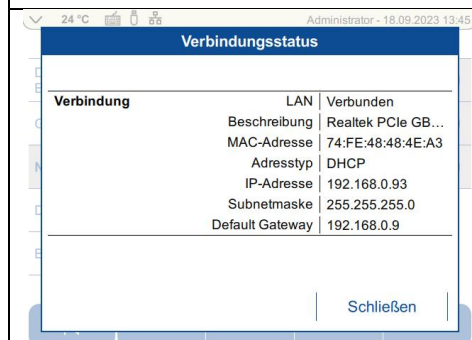 24 °C
Administrator - 18.09.2023 13:45
Verbindungsstatus
Verbindung
LAN Verbunden
Beschreibung Realtek PCIe GB...
MAC-Adresse 74:FE:48:48:4E:A3
Adresstyp DHCP
IP-Adresse 192.168.0.93
Subnetmaske 255.255.255.0
Default Gateway 192.168.0.9
Schließen